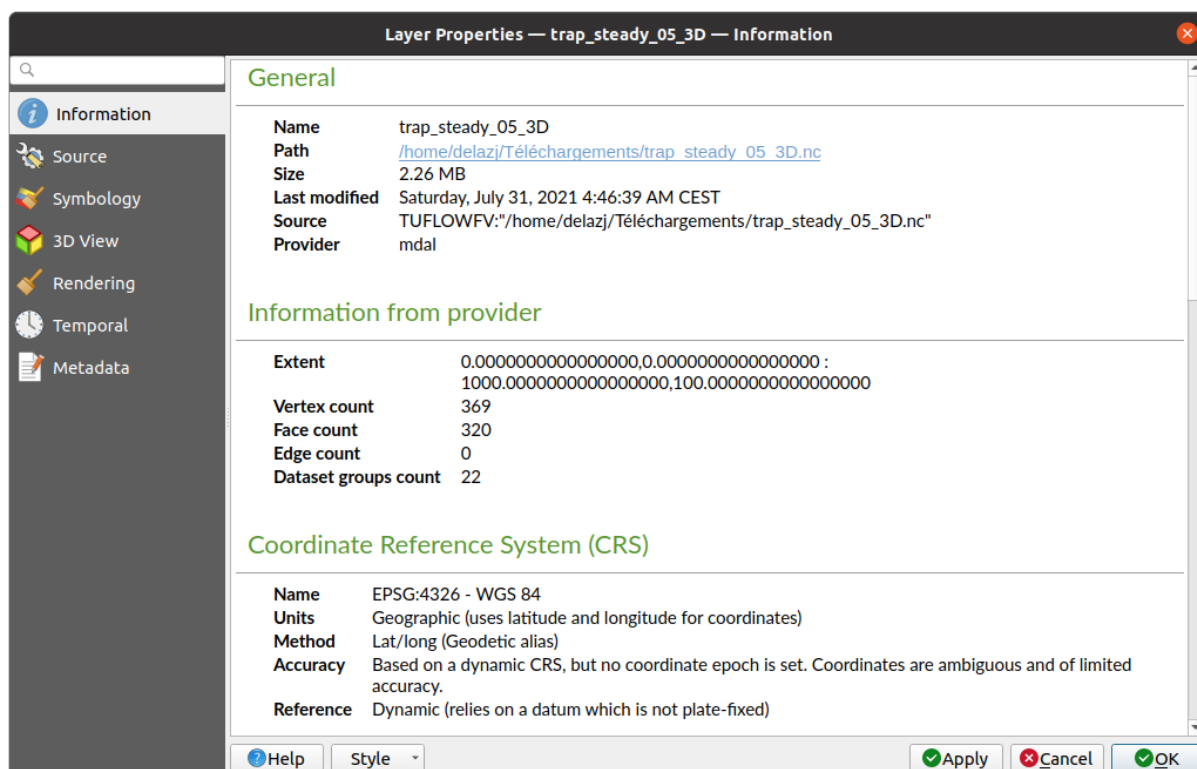 Layer Properties — trap_steady_05_3D — Information
Information
Source
Symbology
3D View
Rendering
Temporal
Metadata
General
Name trap_steady_05_3D
Path /home/delazj/Téléchargements/trap_steady_05_3D.nc
Size 2.26 MB
Last modified Saturday, July 31, 2021 4:46:39 AM CEST
Source TUFLOWFV:"/home/delazj/Téléchargements/trap_steady_05_3D.nc"
Provider mdal
Information from provider
Extent 0.0000000000000000,0.0000000000000000 :
1000.0000000000000000,100.0000000000000000
Vertex count 369
Face count 320
Edge count 0
Dataset groups count 22
Coordinate Reference System (CRS)
Name EPSG:4326 - WGS 84
Units Geographic (uses latitude and longitude for coordinates)
Method Lat/long (Geodetic alias)
Accuracy Based on a dynamic CRS, but no coordinate epoch is set. Coordinates are ambiguous and of limited
accuracy.
Reference Dynamic (relies on a datum which is not plate-fixed)
Help Style Apply Cancel OK